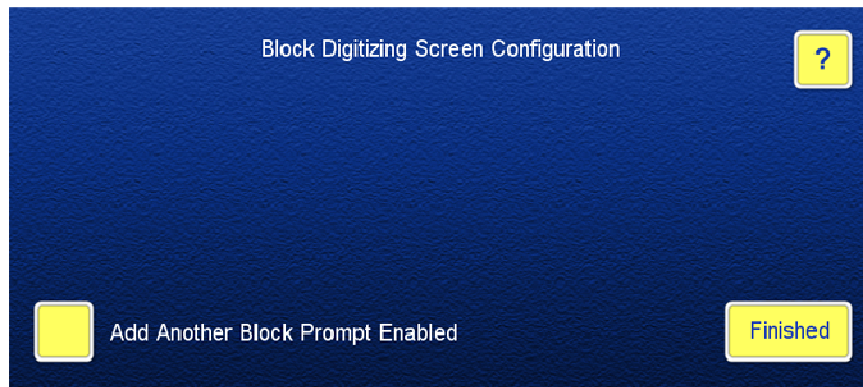 Block Digitizing Screen Configuration
?
Add Another Block Prompt Enabled
Finished